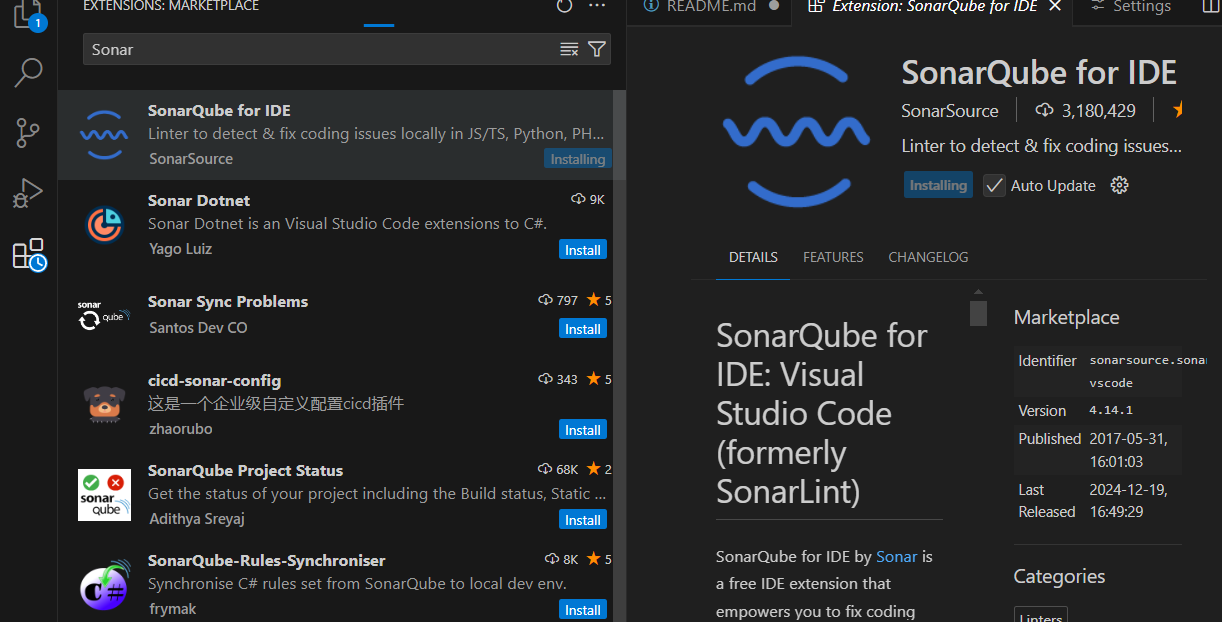 EXTENSIONS: MARKETPLACE
1
Sonar
SonarQube for IDE
Linter to detect & fix coding issues locally in JS/TS, Python, PH...
SonarSource
Installing
Sonar Dotnet
9K
Sonar Dotnet is an Visual Studio Code extensions to C#.
Yago Luiz
Install
sonar
qube
Sonar Sync Problems
797 ★ 5
Santos Dev CO
Install
cicd-sonar-config
343 ★ 5
这是一个企业级自定义配置cicd插件
zhaorubo
Install
sonar
qube
SonarQube Project Status
68K ★ 2
Get the status of your project including the Build status, Static ...
Adithya Sreyaj
Install
C#
SonarQube-Rules-Synchroniser
8K ★ 5
Synchronise C# rules set from SonarQube to local dev env.
frymak
Install
README.md
Extension: SonarQube for IDE
Settings
SonarQube for IDE
SonarSource
3,180,429
Linter to detect & fix coding issues...
Installing
Auto Update
DETAILS
FEATURES
CHANGELOG
SonarQube for
IDE: Visual
Studio Code
(formerly
SonarLint)
SonarQube for IDE by Sonar is
a free IDE extension that
empowers you to fix coding
Marketplace
Identifier
sonarsource.sonar
vscode
Version
4.14.1
Published
2017-05-31,
16:01:03
Last
Released
2024-12-19,
16:49:29
Categories
Linters